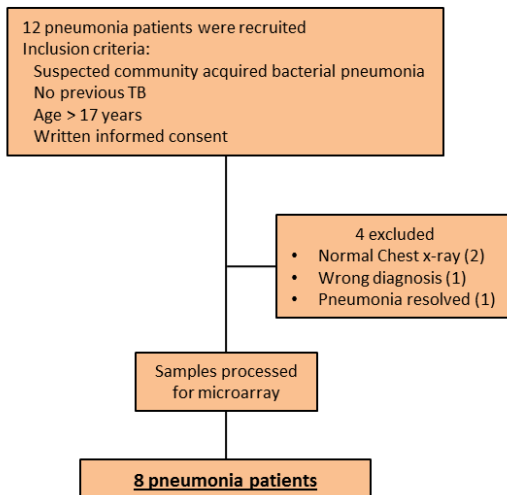 12 pneumonia patients were recruited
Inclusion criteria:
Suspected community acquired bacterial pneumonia
No previous TB
Age > 17 years
Written informed consent
4 excluded
• Normal Chest x-ray (2)
• Wrong diagnosis (1)
• Pneumonia resolved (1)
Samples processed
for microarray
8 pneumonia patients